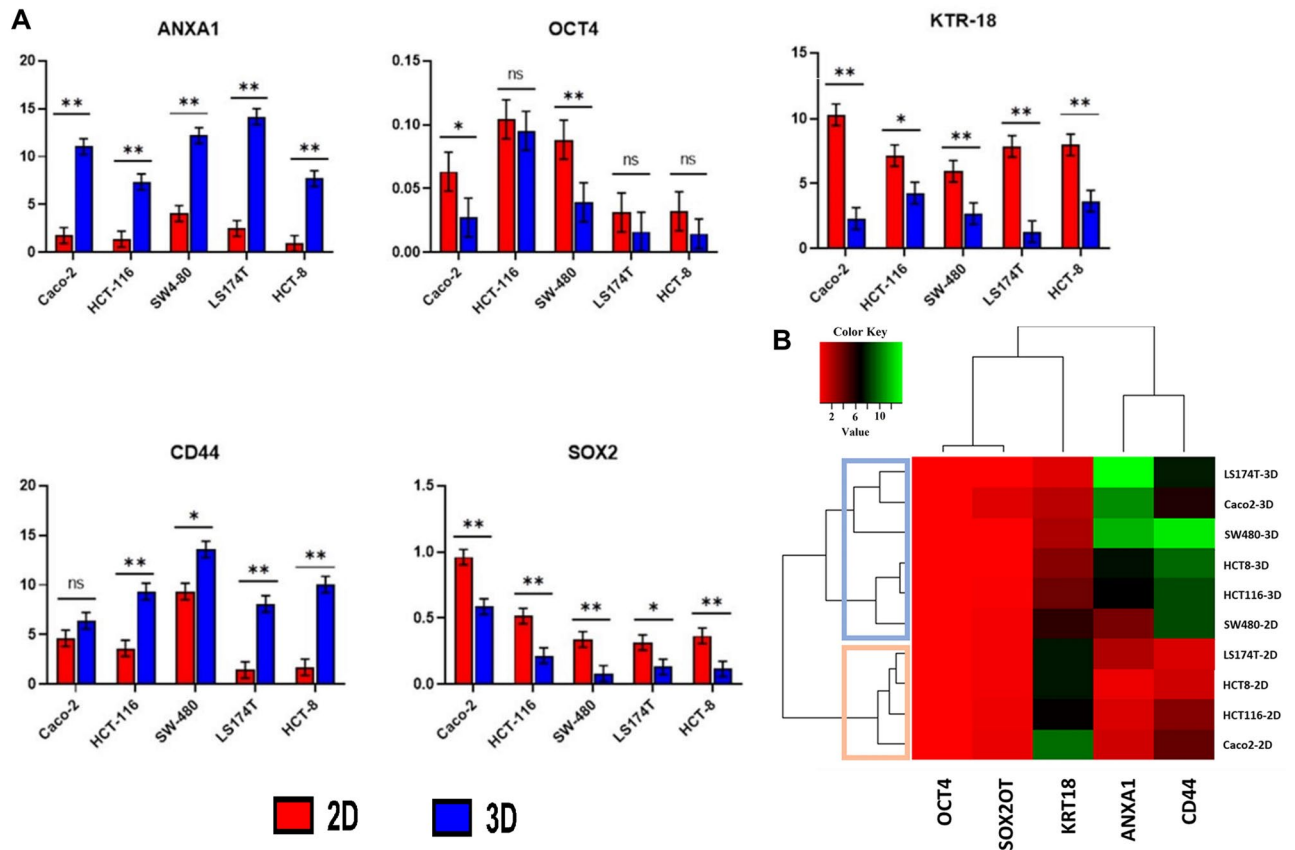 A
ANXA1
20
15
10
5
0
**
**
**
**
**
Caco-2
HCT-116
SW4-80
LS174T
HCT-8
OCT4
0.15
0.10
0.05
0.00
*
ns
**
ns
ns
Caco-2
HCT-116
SW-480
LS174T
HCT-8
KTR-18
15
10
5
0
**
*
**
**
**
Caco-2
HCT-116
SW-480
LS174T
HCT-8
CD44
20
15
10
5
0
ns
**
*
**
**
Caco-2
HCT-116
SW-480
LS174T
HCT-8
SOX2
1.5
1.0
0.5
0.0
**
**
**
*
**
Caco-2
HCT-116
SW-480
LS174T
HCT-8
2D
3D
B
Color Key
2 6 10
Value
LS174T-3D
Caco2-3D
SW480-3D
HCT8-3D
HCT116-3D
SW480-2D
LS174T-2D
HCT8-2D
HCT116-2D
Caco2-2D
OCT4
SOX2OT
KRT18
ANXA1
CD44